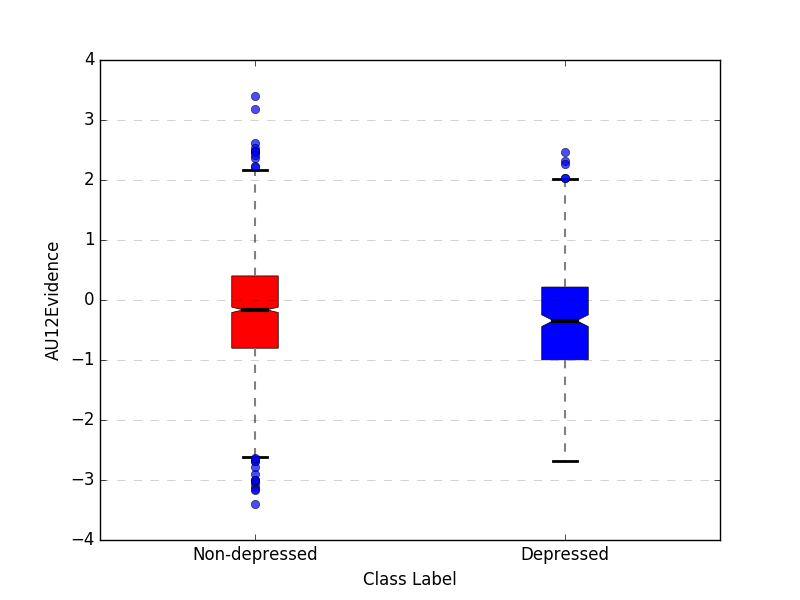 4
3
2
1
0
−1
−2
−3
−4
AU12Evidence
Non-depressed
Depressed
Class Label